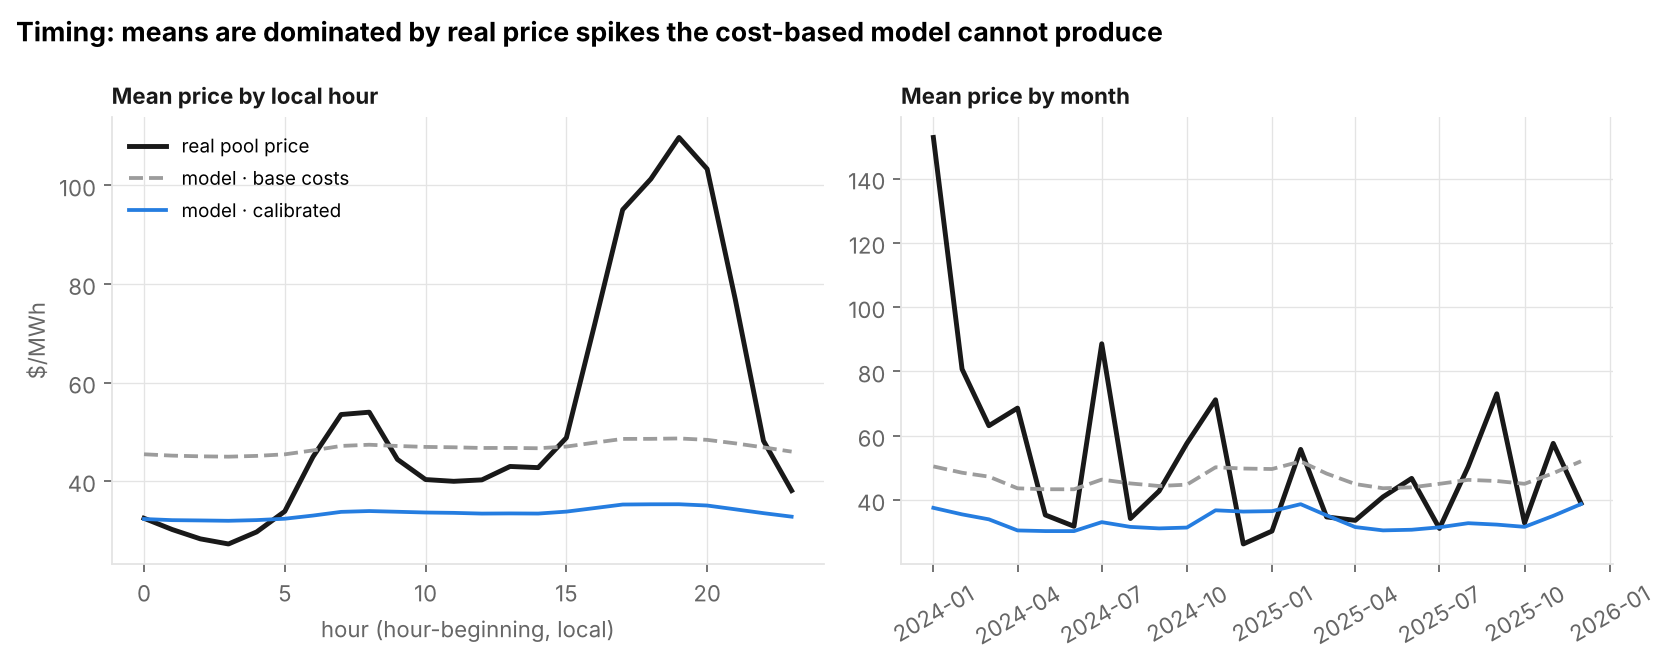 Timing: means are dominated by real price spikes the cost-based model cannot produce
Mean price by local hour
real pool price
model · base costs
model · calibrated
100
80
60
40
$/MWh
0 5 10 15 20
hour (hour-beginning, local)
Mean price by month
140
120
100
80
60
40
2024-01 2024-04 2024-07 2024-10 2025-01 2025-04 2025-07 2025-10 2026-01